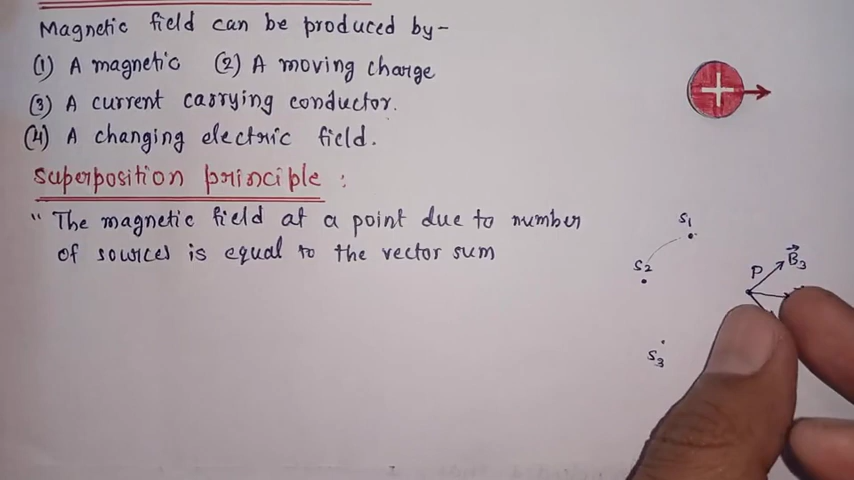 Magnetic field can be produced by-
(1) A magnetic (2) A moving charge
(3) A current carrying conductor.
(4) A changing electric field.
Superposition principle :
" The magnetic field at a point due to number
of sources is equal to the vector sum
S1
S2
P B⃗3
S3